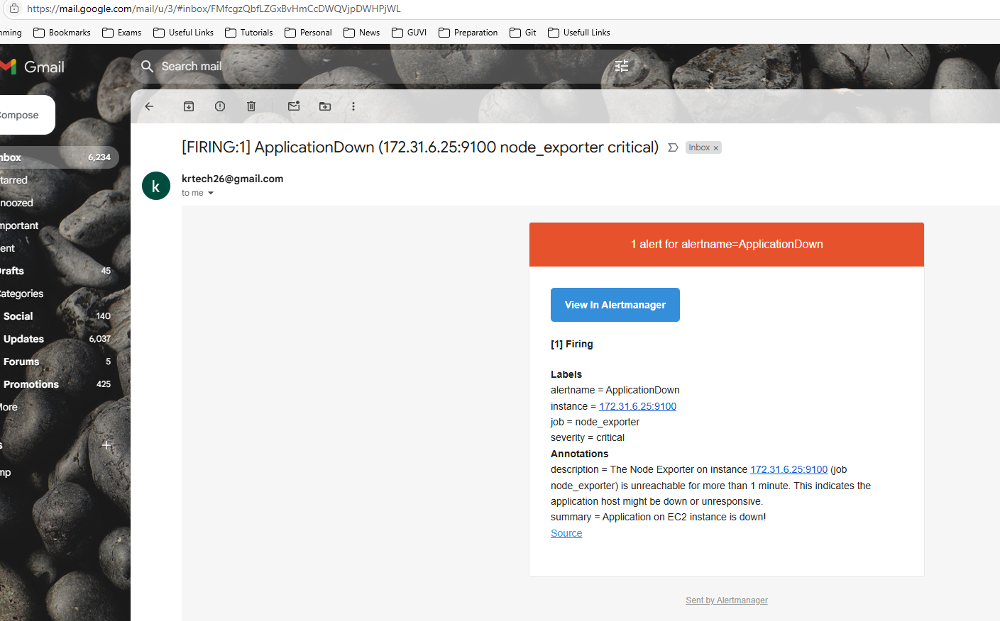 https://mail.google.com/mail/u/3/#inbox/FMfcgzQbfLZGxBvHmCcDWQVjpDWHPjWL
nming Bookmarks Exams Useful Links Tutorials Personal News GUVI Preparation Git Usefull Links
Gmail
Search mail
ompose
[FIRING:1] ApplicationDown (172.31.6.25:9100 node_exporter critical) Inbox ×
nbox 6,234
tarred
noozed
mportant
ent
rafts 45
ategories
Social 140
Updates 6,037
Forums 5
Promotions 425
ore
s +
mp
k
krtech26@gmail.com
to me
1 alert for alertname=ApplicationDown
View In Alertmanager
[1] Firing
Labels
alertname = ApplicationDown
instance = 172.31.6.25:9100
job = node_exporter
severity = critical
Annotations
description = The Node Exporter on instance 172.31.6.25:9100 (job
node_exporter) is unreachable for more than 1 minute. This indicates the
application host might be down or unresponsive.
summary = Application on EC2 instance is down!
Source
Sent by Alertmanager